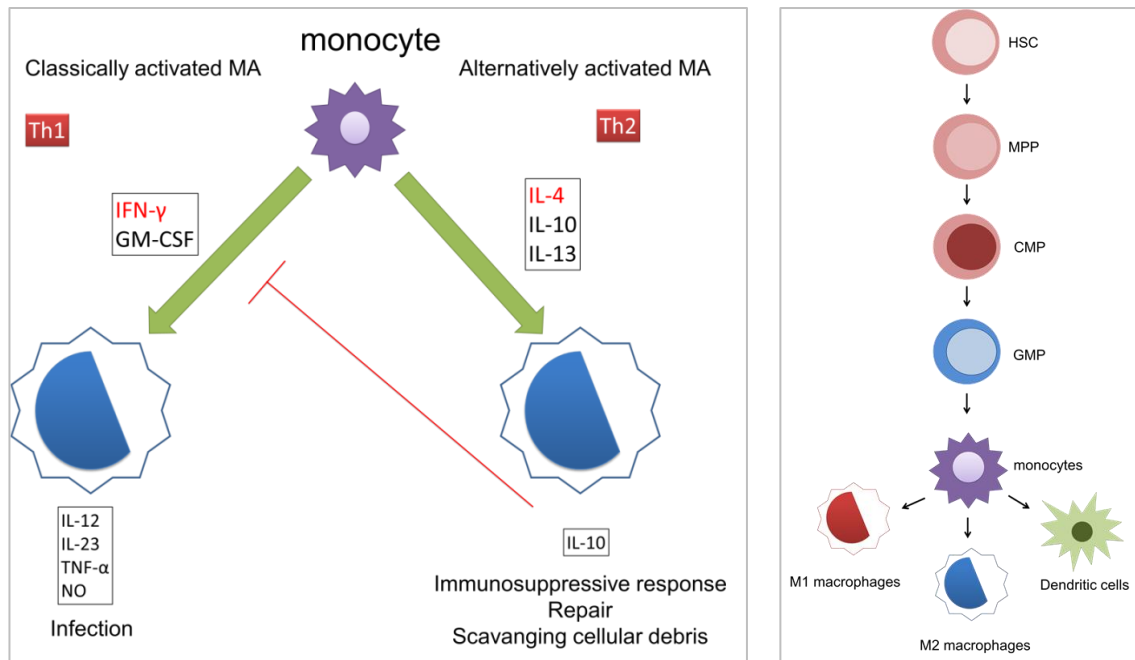 monocyte
Classically activated MA
Alternatively activated MA
Th1
Th2
IFN-γ
GM-CSF
IL-4
IL-10
IL-13
IL-12
IL-23
TNF-α
NO
Infection
IL-10
Immunosuppressive response
Repair
Scavanging cellular debris
HSC
MPP
CMP
GMP
monocytes
M1 macrophages
Dendritic cells
M2 macrophages